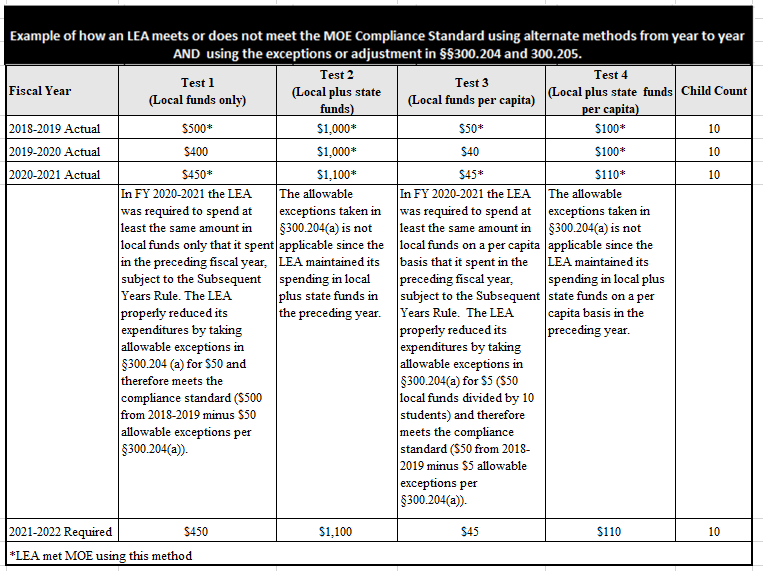 Example of how an LEA meets or does not meet the MOE Compliance Standard using alternate methods from year to year
AND using the exceptions or adjustment in §§300.204 and 300.205.
Fiscal Year
Test 1
(Local funds only)
Test 2
(Local plus state
funds)
Test 3
(Local funds per capita)
Test 4
(Local plus state funds
per capita)
Child Count
2018-2019 Actual $500* $1,000* $50* $100* 10
2019-2020 Actual $400 $1,000* $40 $100* 10
2020-2021 Actual $450* $1,100* $45* $110* 10
In FY 2020-2021 the LEA
was required to spend at
least the same amount in
local funds only that it spent
in the preceding fiscal year,
subject to the Subsequent
Years Rule. The LEA
properly reduced its
expenditures by taking
allowable exceptions in
§300.204 (a) for $50 and
therefore meets the
compliance standard ($500
from 2018-2019 minus $50
allowable exceptions per
§300.204(a)).
The allowable
exceptions taken in
§300.204(a) is not
applicable since the
LEA maintained its
spending in local
plus state funds in
the preceding year.
In FY 2020-2021 the LEA
was required to spend at
least the same amount in
local funds on a per capita
basis that it spent in the
preceding fiscal year,
subject to the Subsequent
Years Rule. The LEA
properly reduced its
expenditures by taking
allowable exceptions in
§300.204(a) for $5 ($50
local funds divided by 10
students) and therefore
meets the compliance
standard ($50 from 2018-
2019 minus $5 allowable
exceptions per
§300.204(a)).
The allowable
exceptions taken in
§300.204(a) is not
applicable since the
LEA maintained its
spending in local plus
state funds on a per
capita basis in the
preceding year.
2021-2022 Required $450 $1,100 $45 $110 10
*LEA met MOE using this method